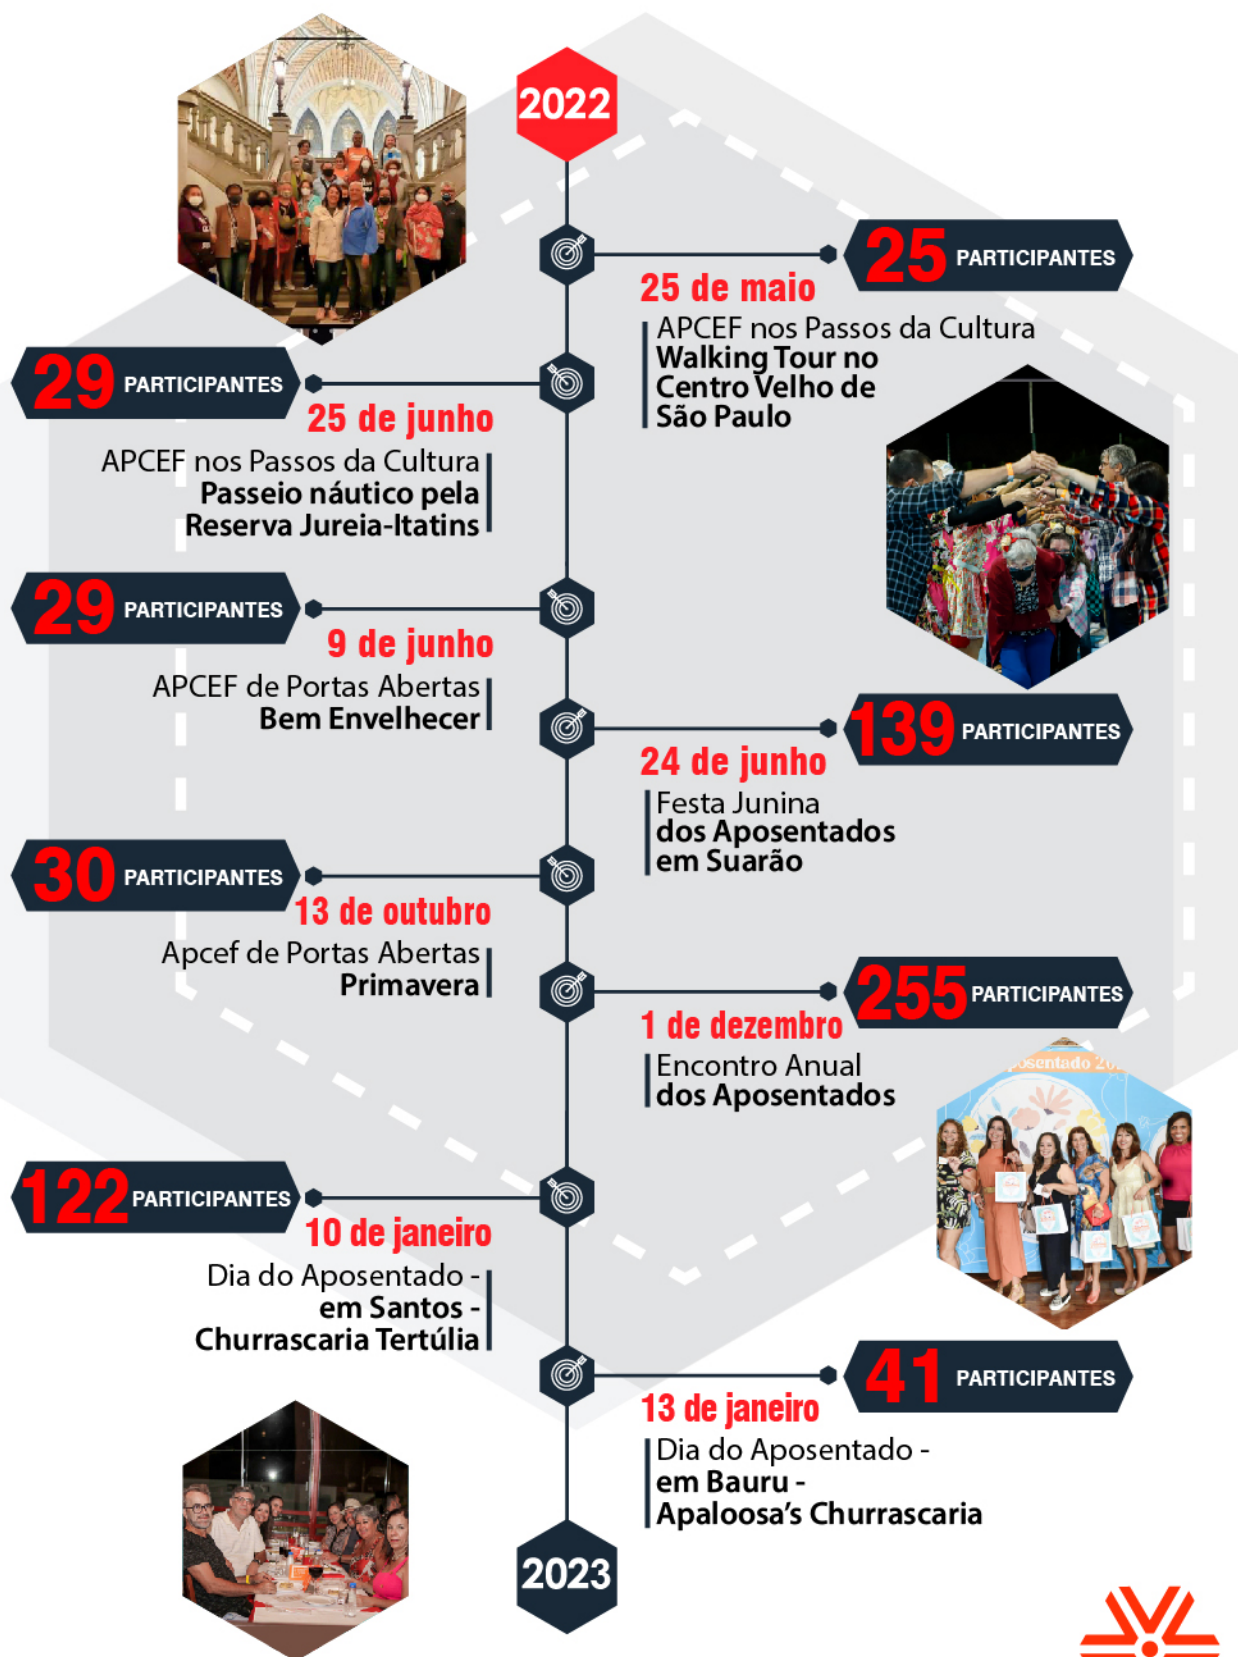 2022
25 PARTICIPANTES
25 de maio
APCEF nos Passos da Cultura
Walking Tour no
Centro Velho de
São Paulo
29 PARTICIPANTES
25 de junho
APCEF nos Passos da Cultura
Passeio náutico pela
Reserva Jureia-Itatins
29 PARTICIPANTES
9 de junho
APCEF de Portas Abertas
Bem Envelhecer
139 PARTICIPANTES
24 de junho
Festa Junina
dos Aposentados
em Suarão
30 PARTICIPANTES
13 de outubro
Apcef de Portas Abertas
Primavera
255 PARTICIPANTES
1 de dezembro
Encontro Anual
dos Aposentados
122 PARTICIPANTES
10 de janeiro
Dia do Aposentado -
em Santos -
Churrascaria Tertúlia
41 PARTICIPANTES
13 de janeiro
Dia do Aposentado -
em Bauru -
Apaloosa's Churrascaria
2023